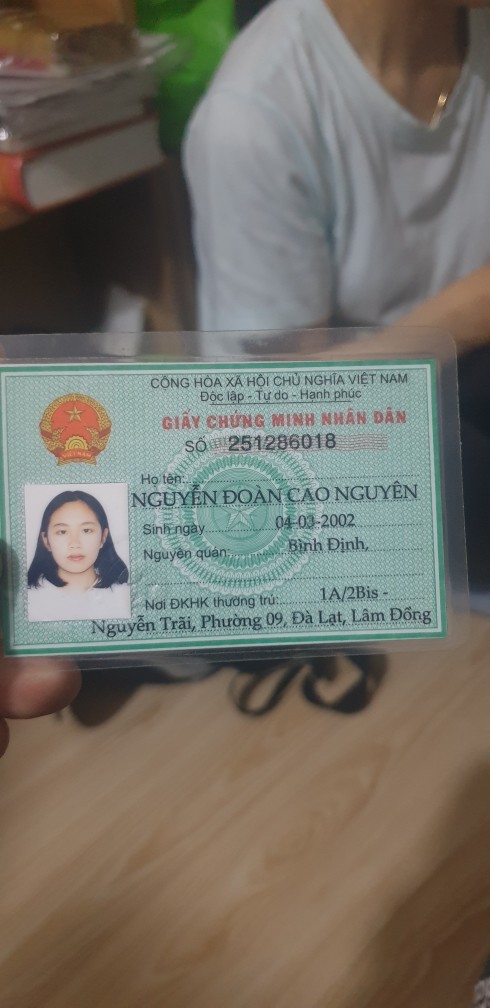 CỘNG HÒA XÃ HỘI CHỦ NGHĨA VIỆT NAM
Độc lập - Tự do - Hạnh phúc
GIẤY CHỨNG MINH NHÂN DÂN
SỐ 251286018
Họ tên:
NGUYỄN ĐOÀN CAO NGUYÊN
Sinh ngày 04-03-2002
Nguyên quán: Bình Định,
Nơi ĐKHK thường trú: 1A/2Bis -
Nguyễn Trãi, Phường 09, Đà Lạt, Lâm Đồng
VIỆT NAM